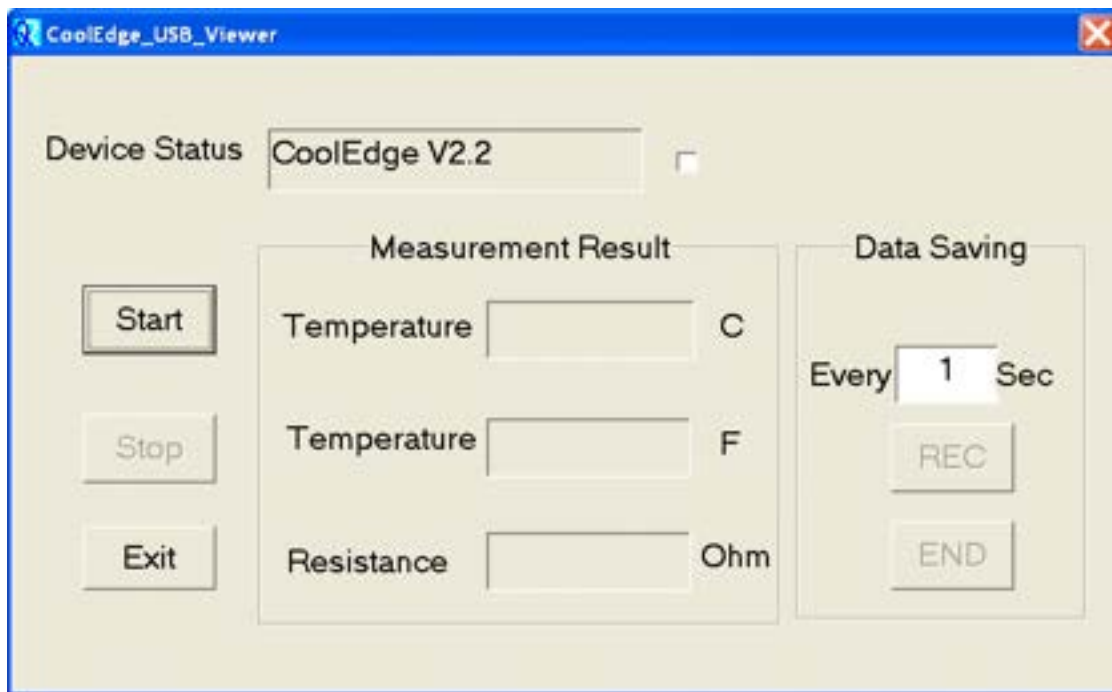 CoolEdge_USB_Viewer
Device Status CoolEdge V2.2
Measurement Result
Data Saving
Start
Temperature C
Every 1 Sec
Stop
Temperature F
REC
Exit
Resistance Ohm
END